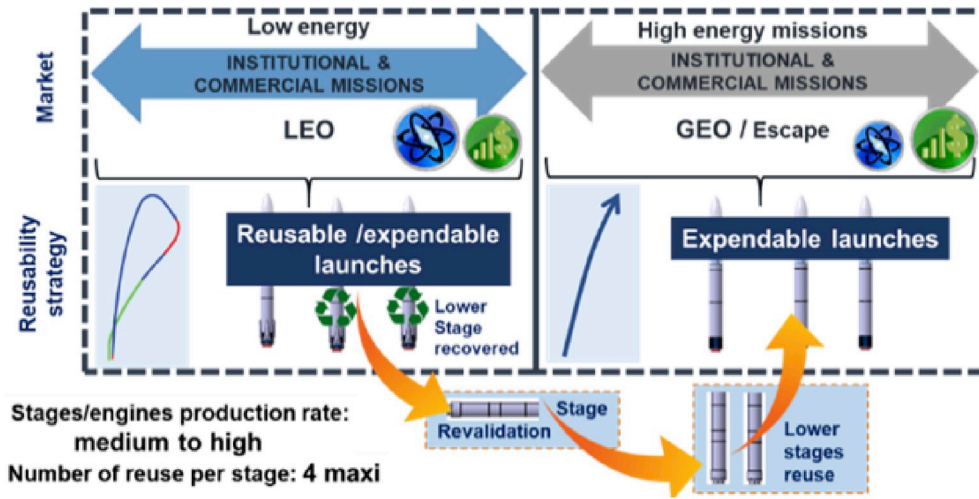 Market
Low energy
INSTITUTIONAL &
COMMERCIAL MISSIONS
LEO
High energy missions
INSTITUTIONAL &
COMMERCIAL MISSIONS
GEO / Escape
Reusability
strategy
Reusable /expendable
launches
Lower
Stage
recovered
Expendable launches
Stages/engines production rate:
medium to high
Number of reuse per stage: 4 maxi
Stage
Revalidation
Lower
stages
reuse